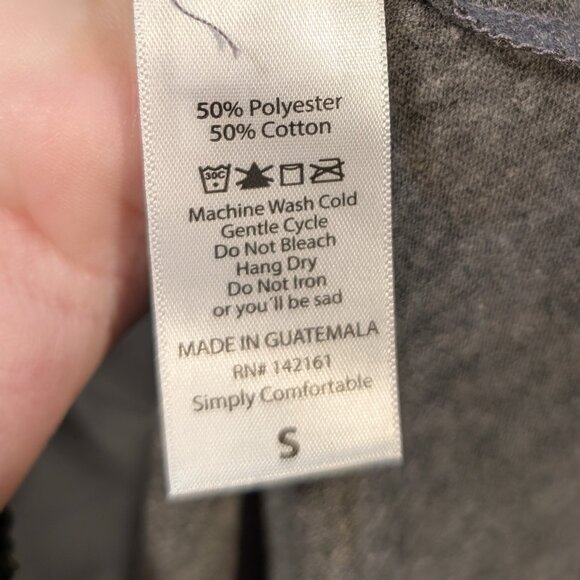 50% Polyester
50% Cotton
30C
Machine Wash Cold
Gentle Cycle
Do Not Bleach
Hang Dry
Do Not Iron
or you'll be sad
MADE IN GUATEMALA
RN# 142161
Simply Comfortable
S